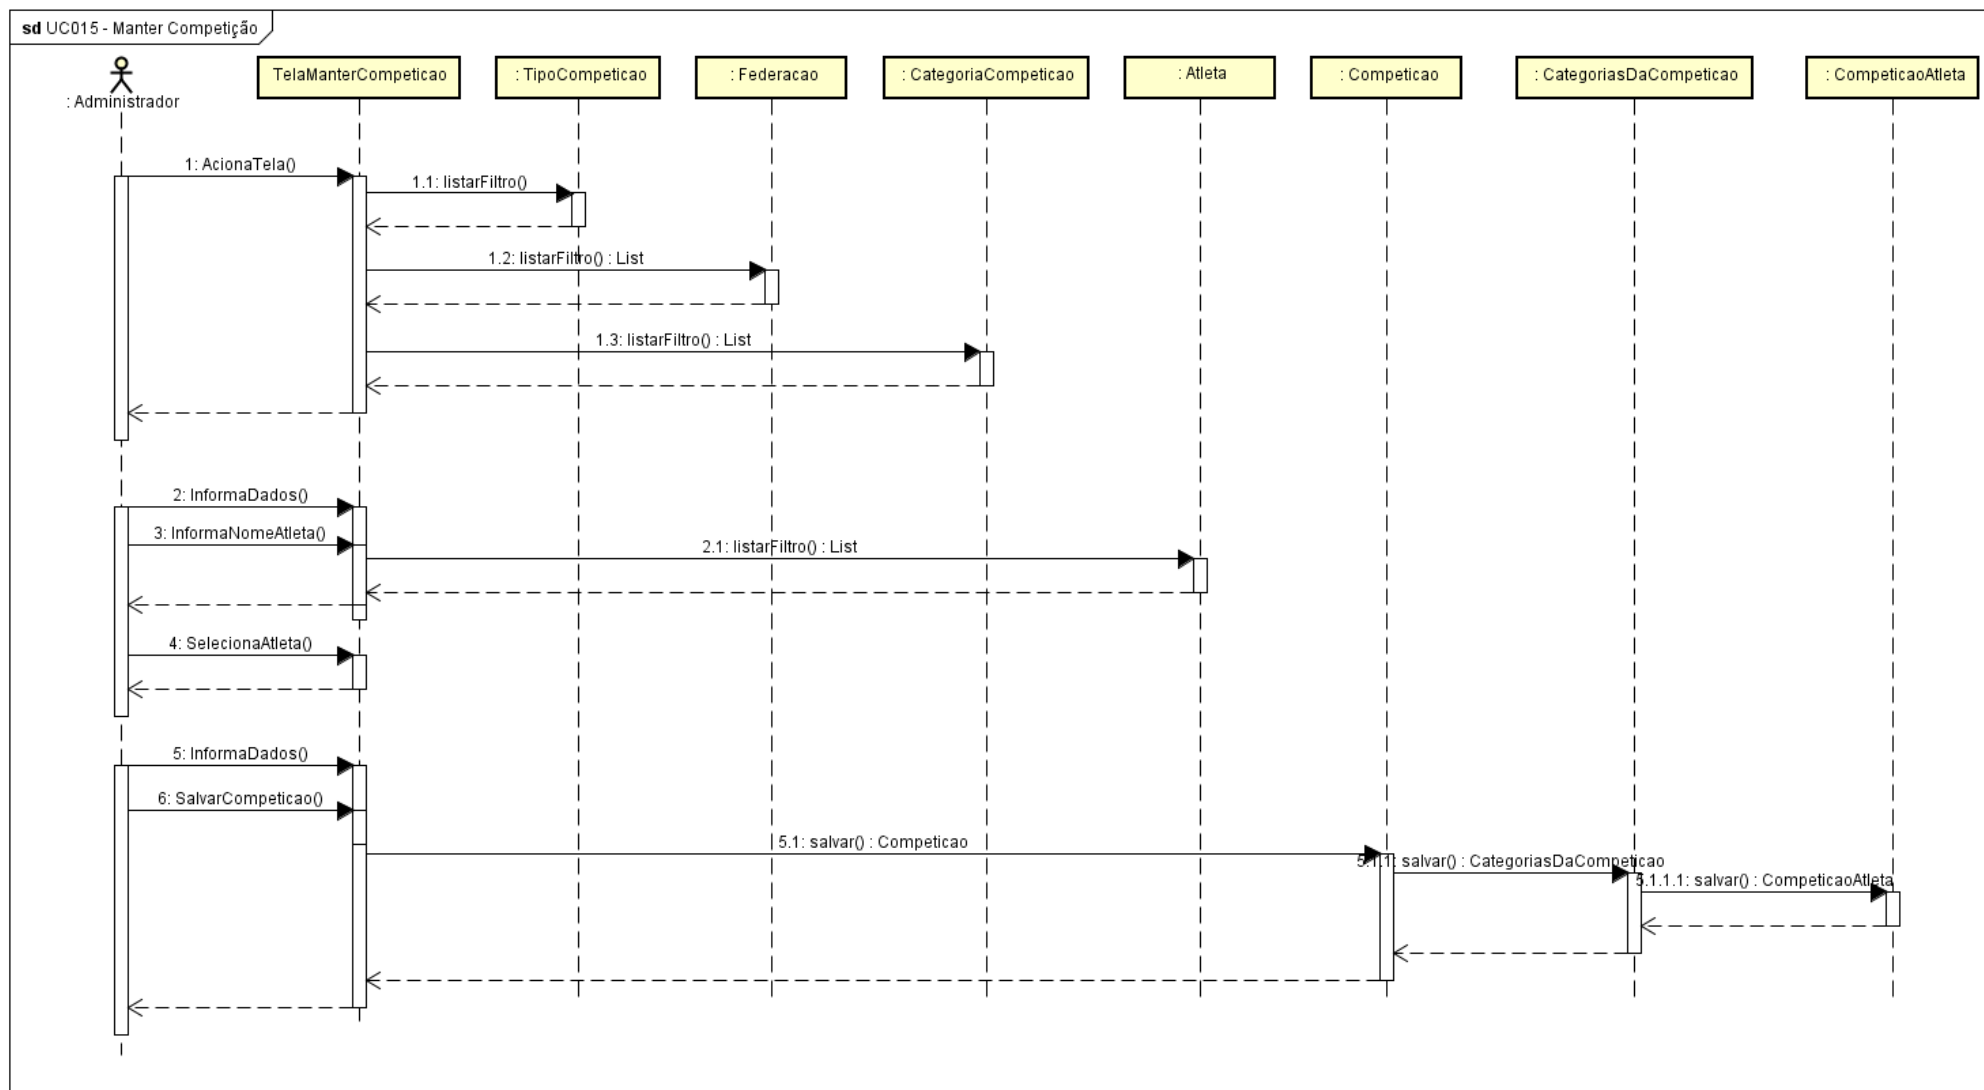 sd UC015 - Manter Competição
TelaManterCompeticao
: TipoCompeticao
: Federacao
: CategoriaCompeticao
: Atleta
: Competicao
: CategoriasDaCompeticao
: CompeticaoAtleta
: Administrador
1: AcionaTela()
1.1: listarFiltro()
1.2: listarFiltro() : List
1.3: listarFiltro() : List
2: InformaDados()
3: InformaNomeAtleta()
2.1: listarFiltro() : List
4: SelecionaAtleta()
5: InformaDados()
6: SalvarCompeticao()
5.1: salvar() : Competicao
5.1.1: salvar() : CategoriasDaCompeticao
5.1.1.1: salvar() : CompeticaoAtleta